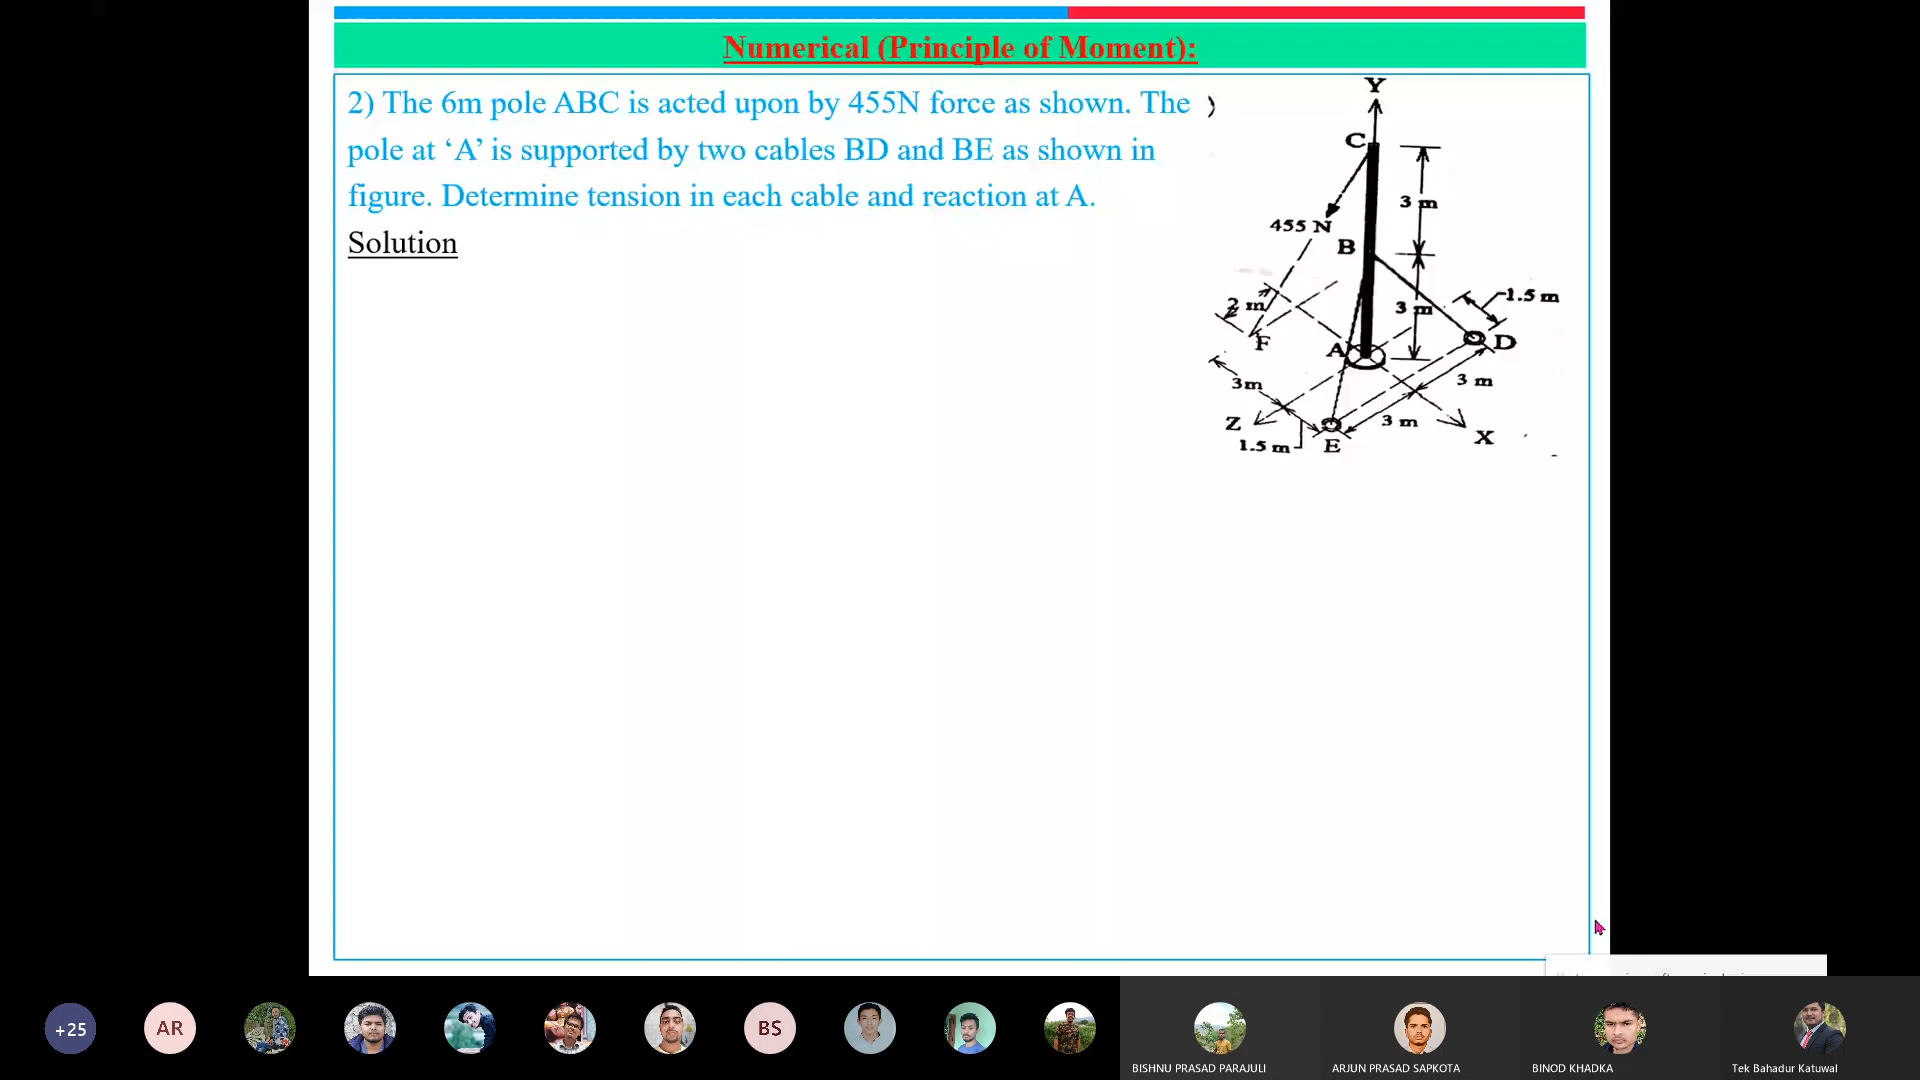 Numerical (Principle of Moment):
2) The 6m pole ABC is acted upon by 455N force as shown. The
pole at ‘A’ is supported by two cables BD and BE as shown in
figure. Determine tension in each cable and reaction at A.
Solution
)
Y
C
3 m
455 N
B
2 m
3 m
1.5 m
F
A
D
3m
3 m
Z
3 m
X
1.5 m
E
+25
AR
BS
BISHNU PRASAD PARAJULI
ARJUN PRASAD SAPKOTA
BINOD KHADKA
Tek Bahadur Katuwal